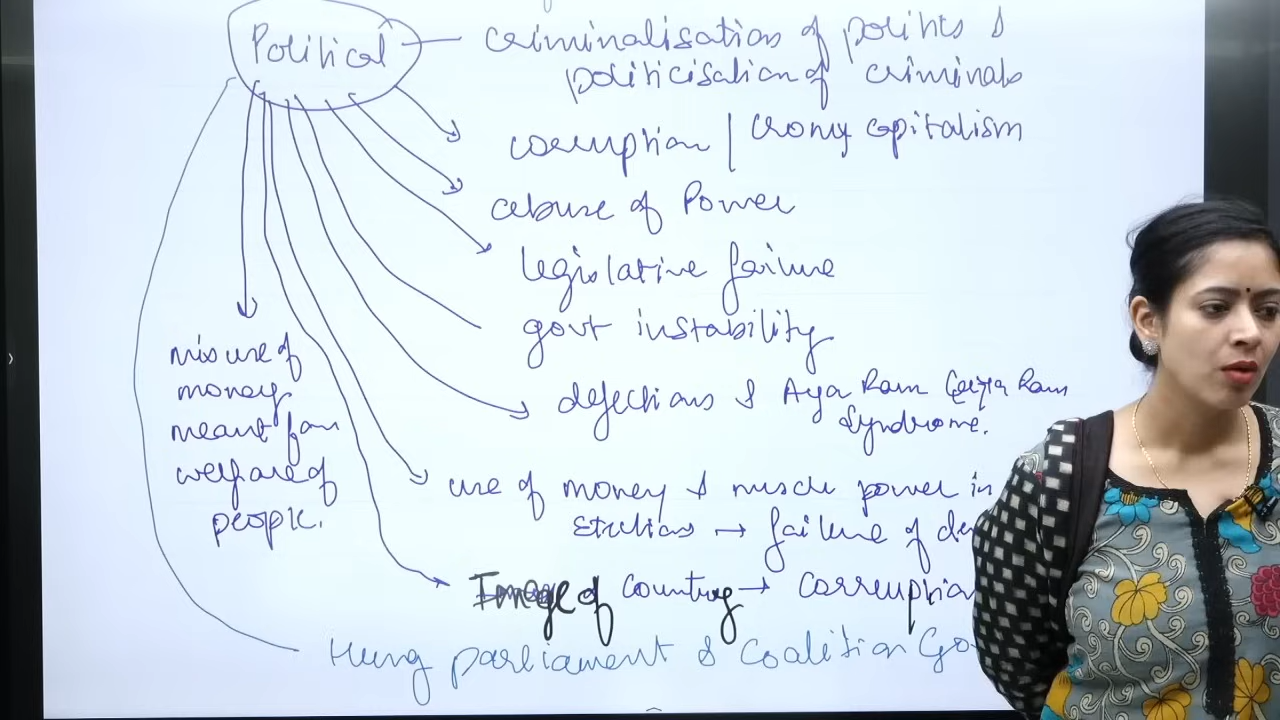 Political — criminalisation of politics &
politicisation of criminals
corruption | Crony capitalism
abuse of Power
legislative failure
govt instability
defections & Aya Ram Gaya Ram
Syndrome.
misuse of
money
meant for
welfare of
people.
use of money & muscle power in
Elections → failure of
Image of country → corruption
Hung parliament & Coalition